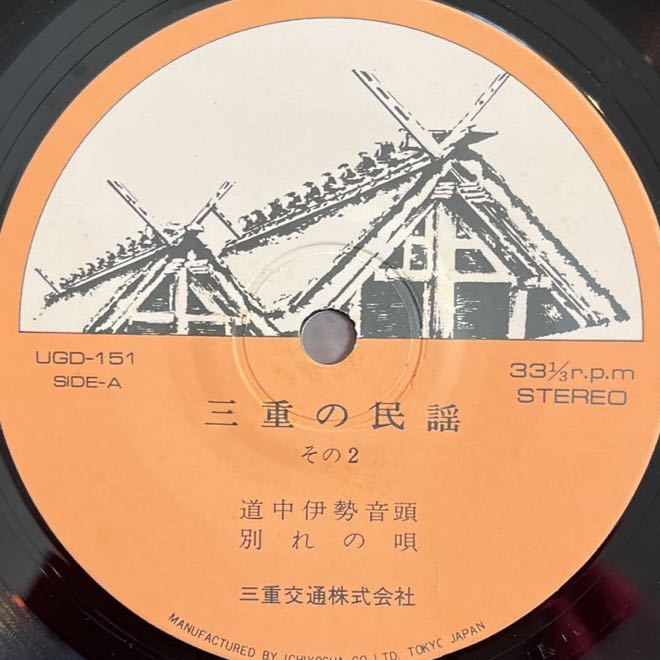 UGD-151
SIDE-A
33⅓r.p.m
STEREO
三重の民謡
その2
道中伊勢音頭
別れの唄
三重交通株式会社
MANUFACTURED BY ICHIYOSHA CO.LTD. TOKYO JAPAN